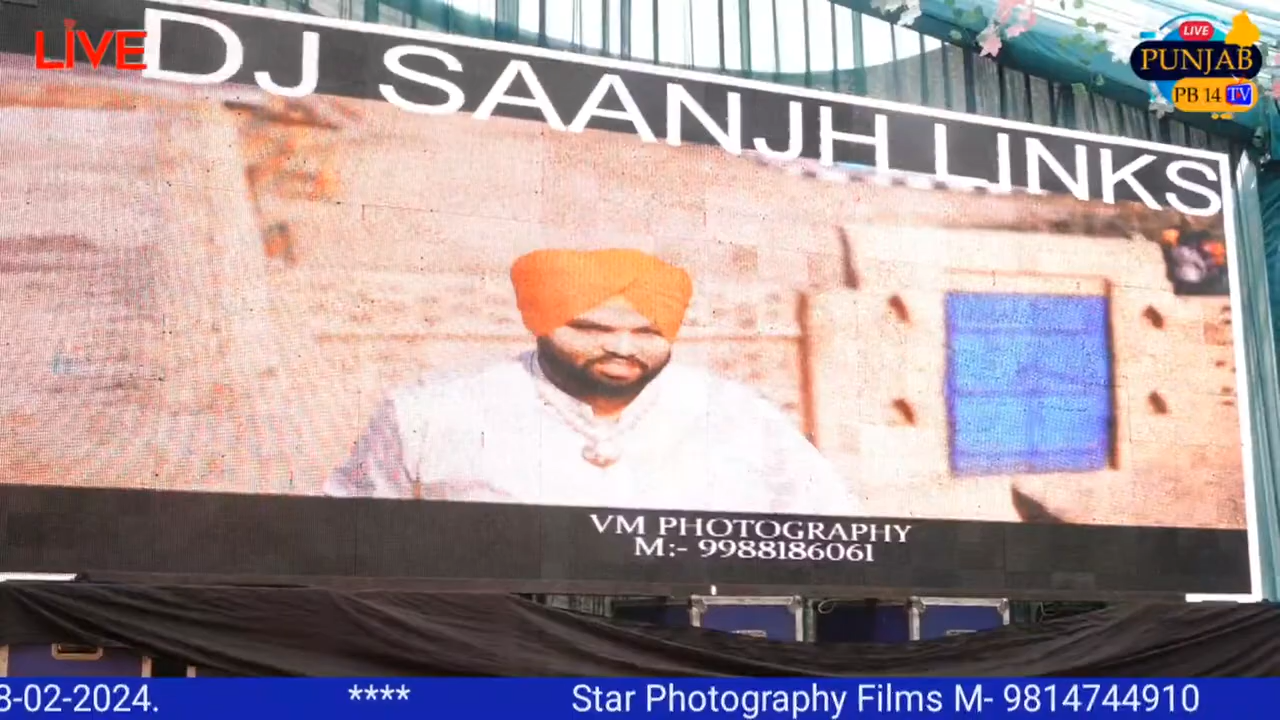 LIVE
DJ SAANJH LINKS
LIVE
PUNJAB
PB 14 TV
VM PHOTOGRAPHY
M:- 9988186061
8-02-2024. **** Star Photography Films M- 9814744910